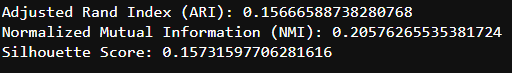 Adjusted Rand Index (ARI): 0.15666588738280768
Normalized Mutual Information (NMI): 0.20576265535381724
Silhouette Score: 0.15731597706281616